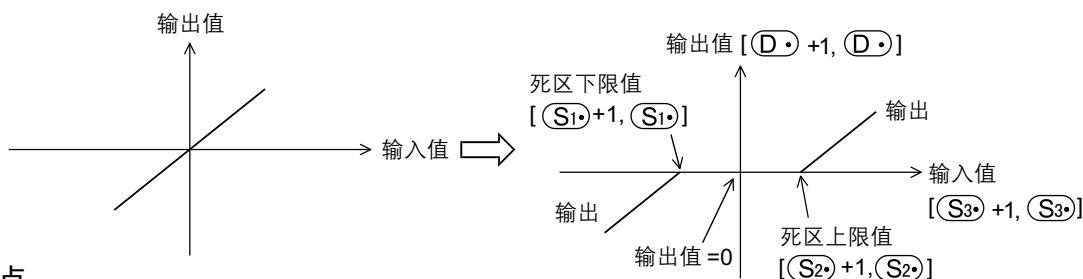 输出值
输入值
输出值 [(D•) +1, (D•)]
死区下限值
[(S1•)+1, (S1•)]
输出
输入值
[(S3•) +1, (S3•)]
输出
输出值 =0
死区上限值
[(S2•) +1, (S2•)]
点